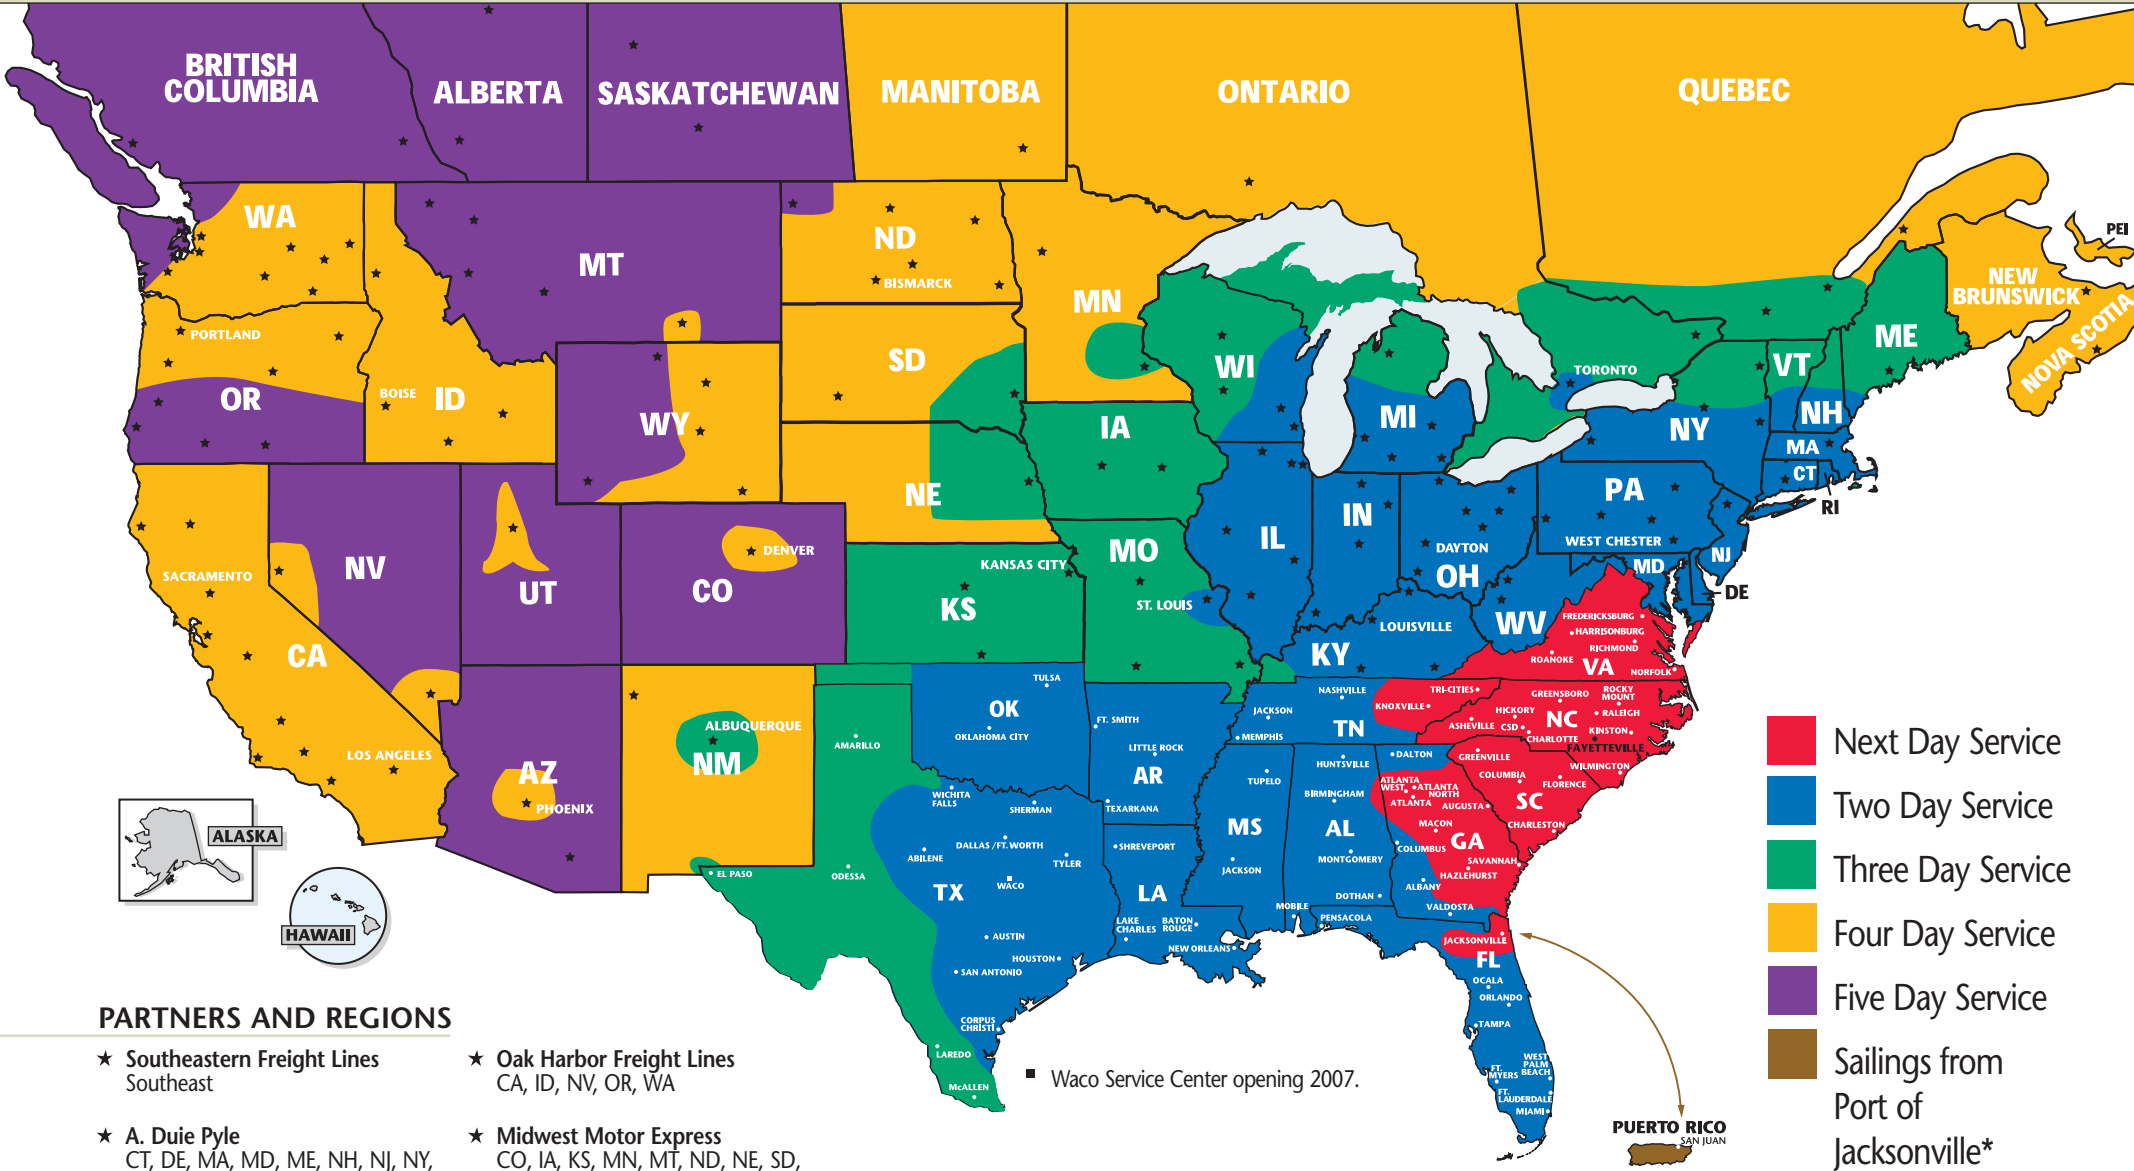 BRITISH
COLUMBIA
ALBERTA
SASKATCHEWAN
MANITOBA
ONTARIO
QUEBEC
PEI
NEW
BRUNSWICK
NOVA SCOTIA
WA
MT
ND
BISMARCK
MN
PORTLAND
OR
BOISE
ID
WY
SD
NE
IA
WI
MI
TORONTO
VT
ME
NH
NY
MA
CT
RI
PA
WEST CHESTER
NJ
MD
DE
SACRAMENTO
NV
UT
CO
DENVER
KANSAS CITY
KS
MO
ST. LOUIS
IL
IN
DAYTON
OH
WV
LOUISVILLE
KY
FREDERICKSBURG
HARRISONBURG
RICHMOND
ROANOKE
VA
NORFOLK
CA
LOS ANGELES
AZ
PHOENIX
ALBUQUERQUE
NM
EL PASO
AMARILLO
ODESSA
TULSA
OK
OKLAHOMA CITY
FT. SMITH
LITTLE ROCK
AR
TEXARKANA
NASHVILLE
JACKSON
TN
MEMPHIS
KNOXVILLE
TRI-CITIES
GREENSBORO
ROCKY
MOUNT
HICKORY
NC
RALEIGH
ASHEVILLE
CSD
CHARLOTTE
KINSTON
FAYETTEVILLE
WILMINGTON
GREENVILLE
COLUMBIA
FLORENCE
SC
CHARLESTON
DALTON
ATLANTA
WEST
ATLANTA
NORTH
ATLANTA
AUGUSTA
MACON
GA
COLUMBUS
SAVANNAH
HAZLEHURST
ALBANY
VALDOSTA
HUNTSVILLE
BIRMINGHAM
AL
MONTGOMERY
DOTHAN
MOBILE
PENSACOLA
TUPELO
MS
JACKSON
SHREVEPORT
LA
LAKE
CHARLES
BATON
ROUGE
NEW ORLEANS
WICHITA
FALLS
SHERMAN
DALLAS/FT. WORTH
ABILENE
TYLER
WACO
TX
AUSTIN
HOUSTON
SAN ANTONIO
CORPUS
CHRISTI
LAREDO
McALLEN
JACKSONVILLE
FL
OCALA
ORLANDO
TAMPA
WEST
PALM
BEACH
FT.
MYERS
FT.
LAUDERDALE
MIAMI
PUERTO RICO
SAN JUAN
ALASKA
HAWAII
Next Day Service
Two Day Service
Three Day Service
Four Day Service
Five Day Service
Sailings from
Port of
Jacksonville*
Waco Service Center opening 2007.
PARTNERS AND REGIONS
Southeastern Freight Lines
Southeast
Oak Harbor Freight Lines
CA, ID, NV, OR, WA
A. Duie Pyle
CT, DE, MA, MD, ME, NH, NJ, NY,
Midwest Motor Express
CO, IA, KS, MN, MT, ND, NE, SD,